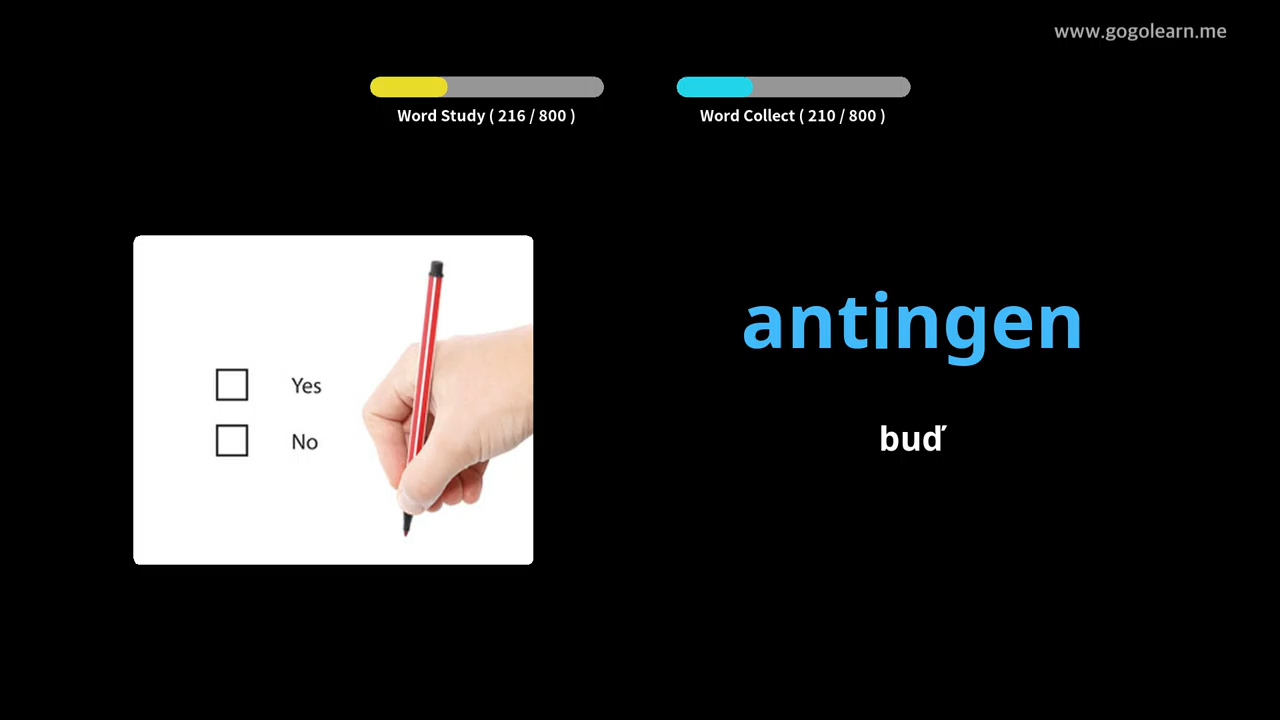 www.gogolearn.me
Word Study ( 216 / 800 )
Word Collect ( 210 / 800 )
antingen
buď
Yes
No